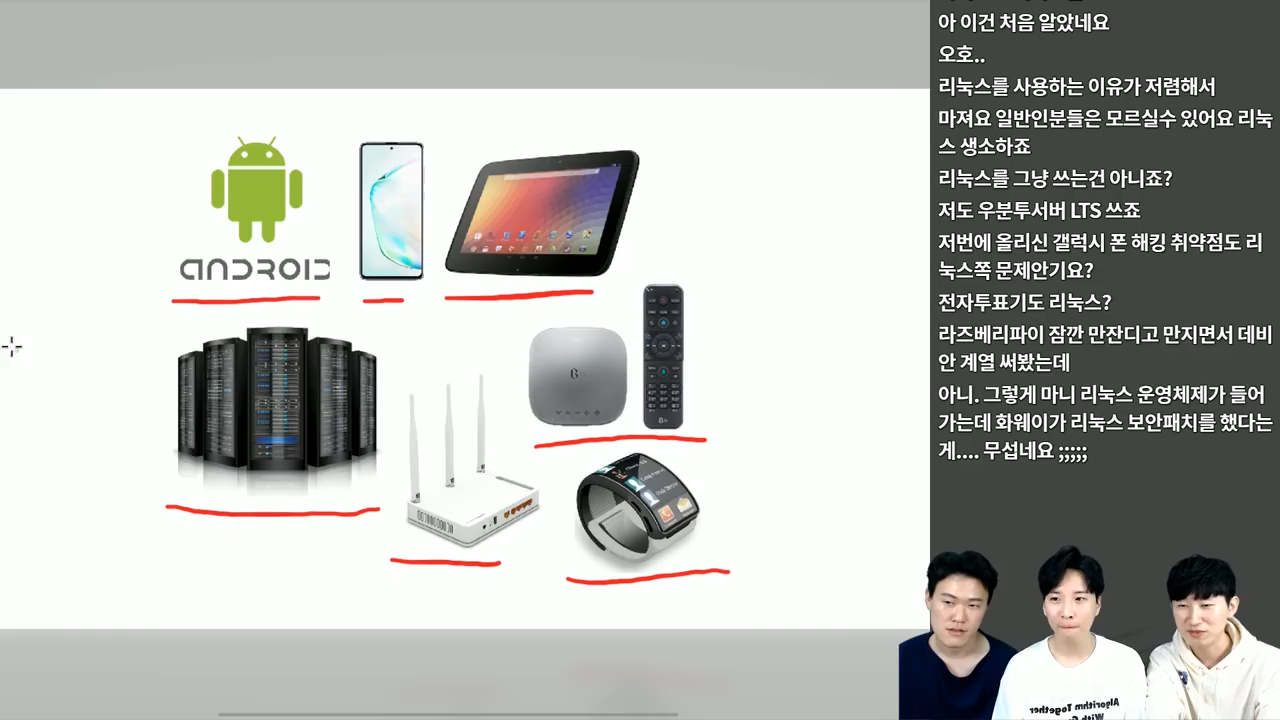 아 이건 처음 알았네요
오호..
리눅스를 사용하는 이유가 저렴해서
마져요 일반인분들은 모르실수 있어요 리눅
스 생소하죠
리눅스를 그냥 쓰는건 아니죠?
저도 우분투서버 LTS 쓰죠
저번에 올리신 갤럭시 폰 해킹 취약점도 리
눅스쪽 문제안기요?
전자투표기도 리눅스?
라즈베리파이 잠깐 만잔디고 만지면서 데비
안 계열 써봤는데
아니. 그렇게 마니 리눅스 운영체제가 들어
가는데 화웨이가 리눅스 보안패치를 했다는
게.... 무섭네요 ;;;;;
ANDROID
B
Algorithm Together